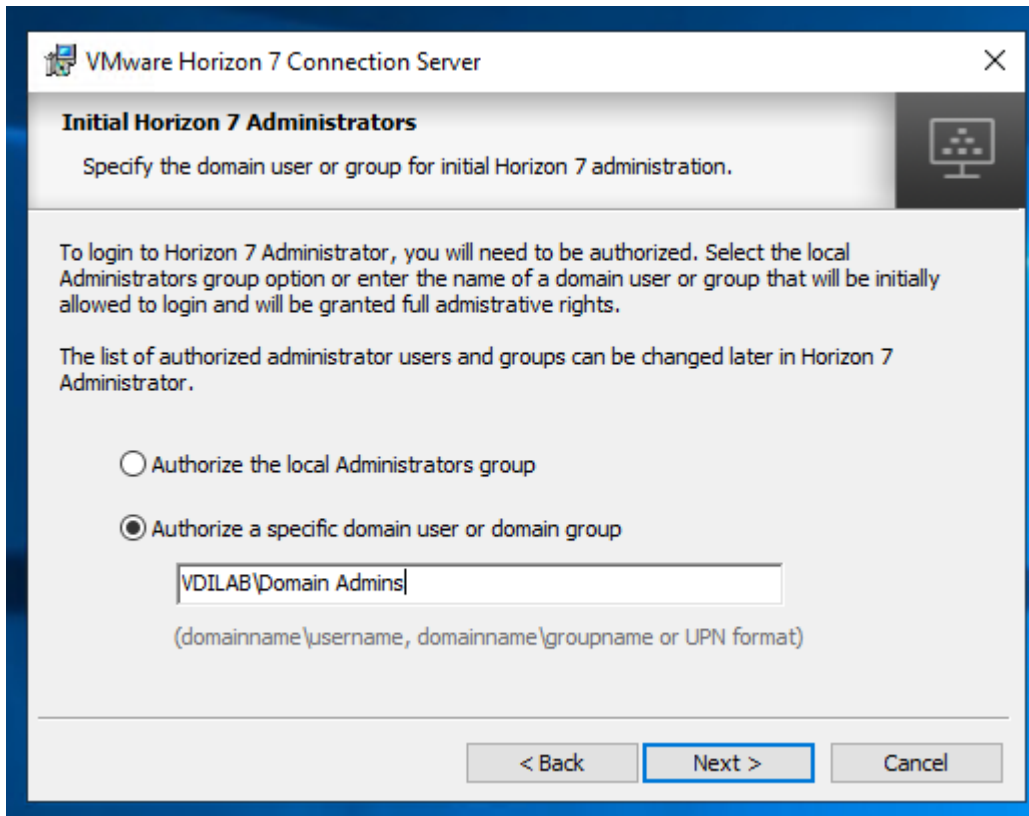 VMware Horizon 7 Connection Server
Initial Horizon 7 Administrators
Specify the domain user or group for initial Horizon 7 administration.
To login to Horizon 7 Administrator, you will need to be authorized. Select the local
Administrators group option or enter the name of a domain user or group that will be initially
allowed to login and will be granted full admistrative rights.
The list of authorized administrator users and groups can be changed later in Horizon 7
Administrator.
Authorize the local Administrators group
Authorize a specific domain user or domain group
VDILAB\Domain Admins
(domainname\username, domainname\groupname or UPN format)
< Back
Next >
Cancel